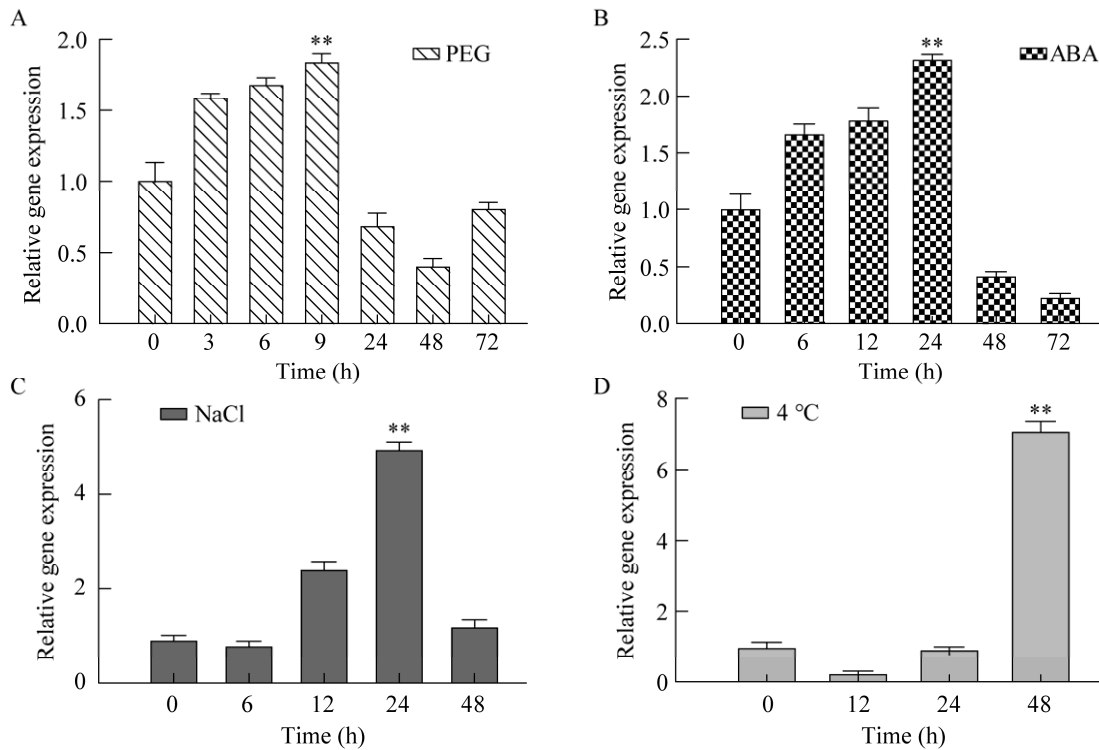 A
PEG
**
Relative gene expression
2.0
1.5
1.0
0.5
0.0
0 3 6 9 24 48 72
Time (h)
B
ABA
**
Relative gene expression
2.5
2.0
1.5
1.0
0.5
0.0
0 6 12 24 48 72
Time (h)
C
NaCl
**
Relative gene expression
6
4
2
0
0 6 12 24 48
Time (h)
D
4 °C
**
Relative gene expression
8
6
4
2
0
0 12 24 48
Time (h)